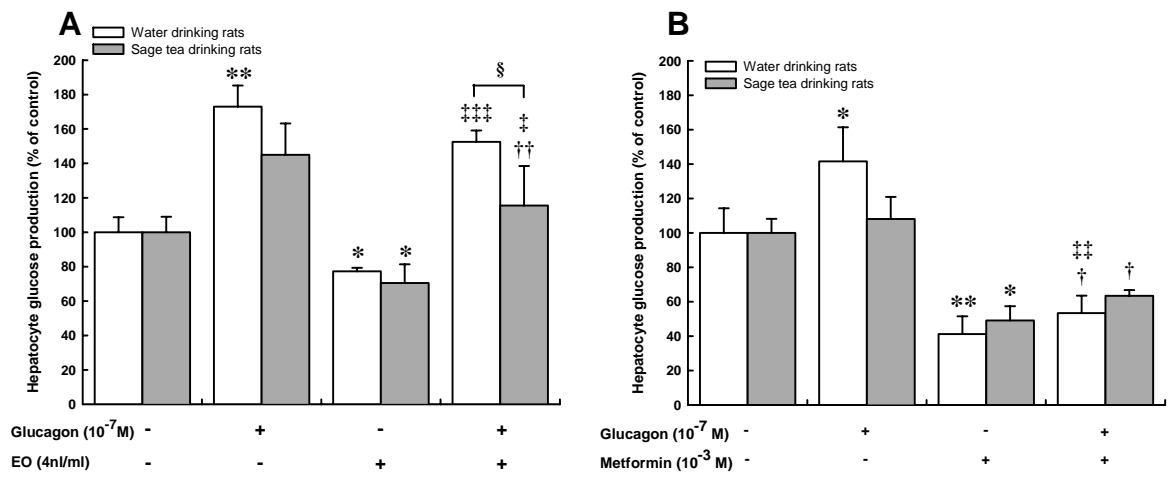 A
Water drinking rats
Sage tea drinking rats
Hepatocyte glucose production (% of control)
200
180
160
140
120
100
80
60
40
20
0
**
*
*
‡‡‡
§
‡
††
Glucagon (10⁻⁷M) - + - +
EO (4nl/ml) - - + +
B
Water drinking rats
Sage tea drinking rats
Hepatocyte glucose production (% of control)
200
180
160
140
120
100
80
60
40
20
0
*
**
*
‡‡
†
†
Glucagon (10⁻⁷ M) - + - +
Metformin (10⁻³ M) - - + +